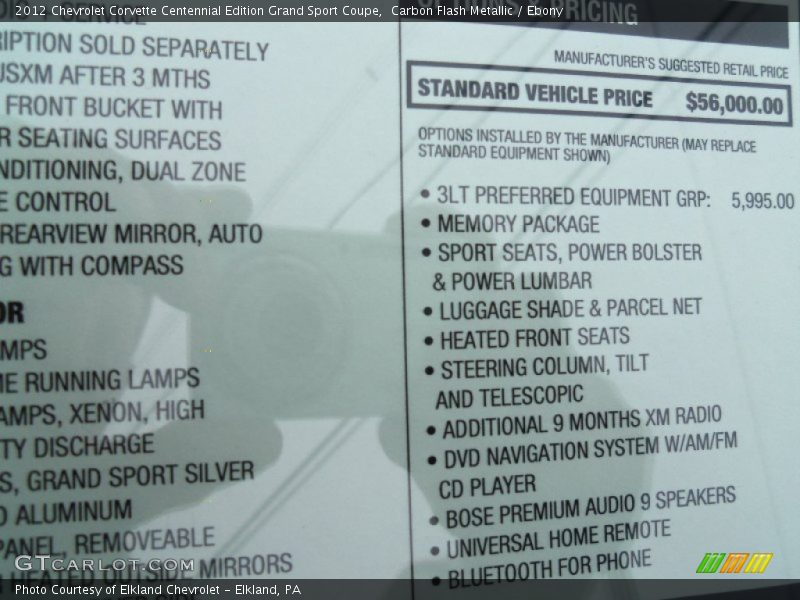 2012 Chevrolet Corvette Centennial Edition Grand Sport Coupe, Carbon Flash Metallic / Ebony
SERVICE
RIPTION SOLD SEPARATELY
USXM AFTER 3 MTHS
FRONT BUCKET WITH
R SEATING SURFACES
NDITIONING, DUAL ZONE
E CONTROL
REARVIEW MIRROR, AUTO
G WITH COMPASS
OR
MPS
ME RUNNING LAMPS
AMPS, XENON, HIGH
TY DISCHARGE
S, GRAND SPORT SILVER
D ALUMINUM
PANEL, REMOVEABLE
HEATED OUTSIDE MIRRORS
PRICING
MANUFACTURER'S SUGGESTED RETAIL PRICE
STANDARD VEHICLE PRICE $56,000.00
OPTIONS INSTALLED BY THE MANUFACTURER (MAY REPLACE
STANDARD EQUIPMENT SHOWN)
• 3LT PREFERRED EQUIPMENT GRP: 5,995.00
• MEMORY PACKAGE
• SPORT SEATS, POWER BOLSTER
& POWER LUMBAR
• LUGGAGE SHADE & PARCEL NET
• HEATED FRONT SEATS
• STEERING COLUMN, TILT
AND TELESCOPIC
• ADDITIONAL 9 MONTHS XM RADIO
• DVD NAVIGATION SYSTEM W/AM/FM
CD PLAYER
• BOSE PREMIUM AUDIO 9 SPEAKERS
• UNIVERSAL HOME REMOTE
• BLUETOOTH FOR PHONE
GTCarlot.com
Photo Courtesy of Elkland Chevrolet – Elkland, PA